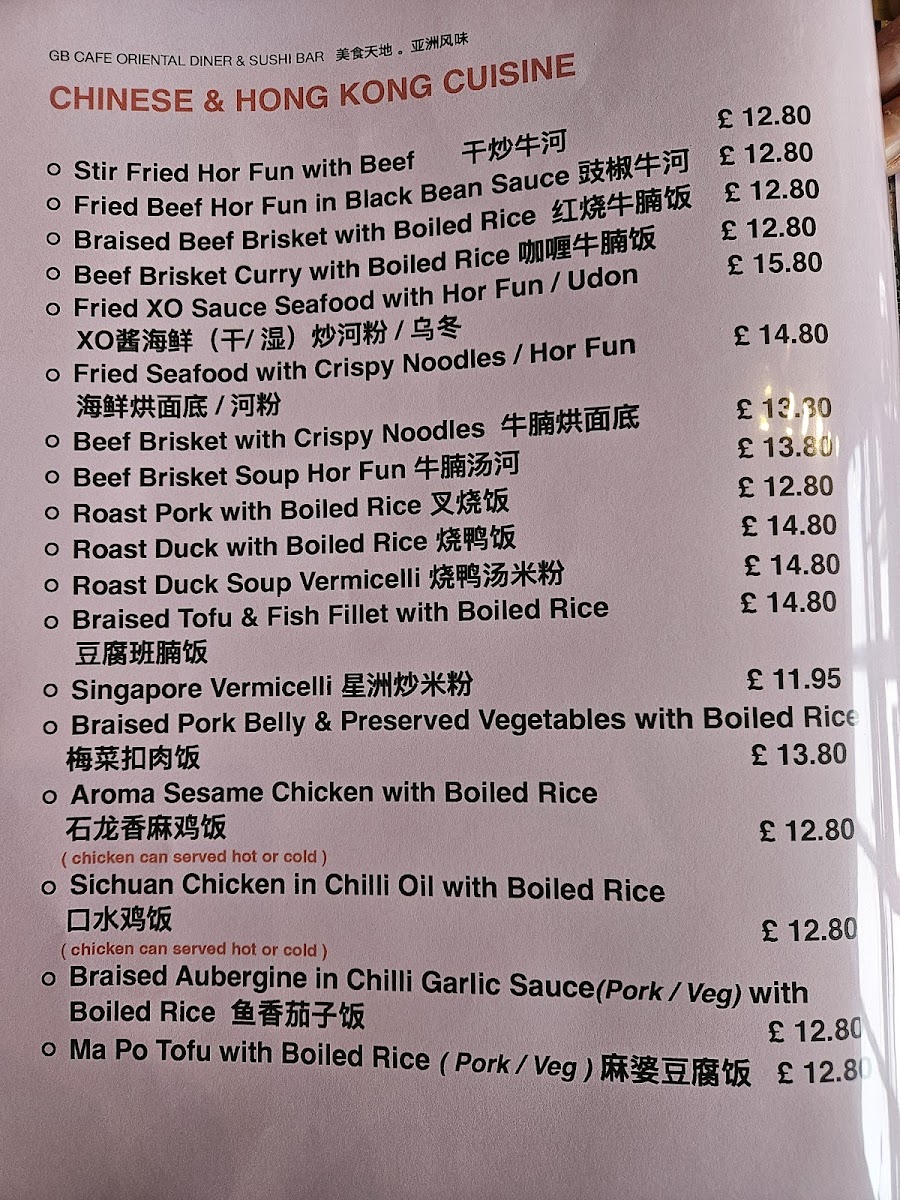 GB CAFE ORIENTAL DINER & SUSHI BAR 美食天地 。亚洲风味
CHINESE & HONG KONG CUISINE
Stir Fried Hor Fun with Beef 干炒牛河 £ 12.80
Fried Beef Hor Fun in Black Bean Sauce 豉椒牛河 £ 12.80
Braised Beef Brisket with Boiled Rice 红烧牛腩饭 £ 12.80
Beef Brisket Curry with Boiled Rice 咖喱牛腩饭 £ 12.80
Fried XO Sauce Seafood with Hor Fun / Udon £ 15.80
XO酱海鲜（干/ 湿）炒河粉 / 乌冬
Fried Seafood with Crispy Noodles / Hor Fun £ 14.80
海鲜烘面底 / 河粉
Beef Brisket with Crispy Noodles 牛腩烘面底 £ 13.80
Beef Brisket Soup Hor Fun 牛腩汤河 £ 13.80
Roast Pork with Boiled Rice 叉烧饭 £ 12.80
Roast Duck with Boiled Rice 烧鸭饭 £ 14.80
Roast Duck Soup Vermicelli 烧鸭汤米粉 £ 14.80
Braised Tofu & Fish Fillet with Boiled Rice £ 14.80
豆腐班腩饭
Singapore Vermicelli 星洲炒米粉 £ 11.95
Braised Pork Belly & Preserved Vegetables with Boiled Rice
梅菜扣肉饭 £ 13.80
Aroma Sesame Chicken with Boiled Rice
石龙香麻鸡饭 £ 12.80
( chicken can served hot or cold )
Sichuan Chicken in Chilli Oil with Boiled Rice
口水鸡饭 £ 12.80
( chicken can served hot or cold )
Braised Aubergine in Chilli Garlic Sauce(Pork / Veg) with
Boiled Rice 鱼香茄子饭 £ 12.80
Ma Po Tofu with Boiled Rice ( Pork / Veg ) 麻婆豆腐饭 £ 12.80